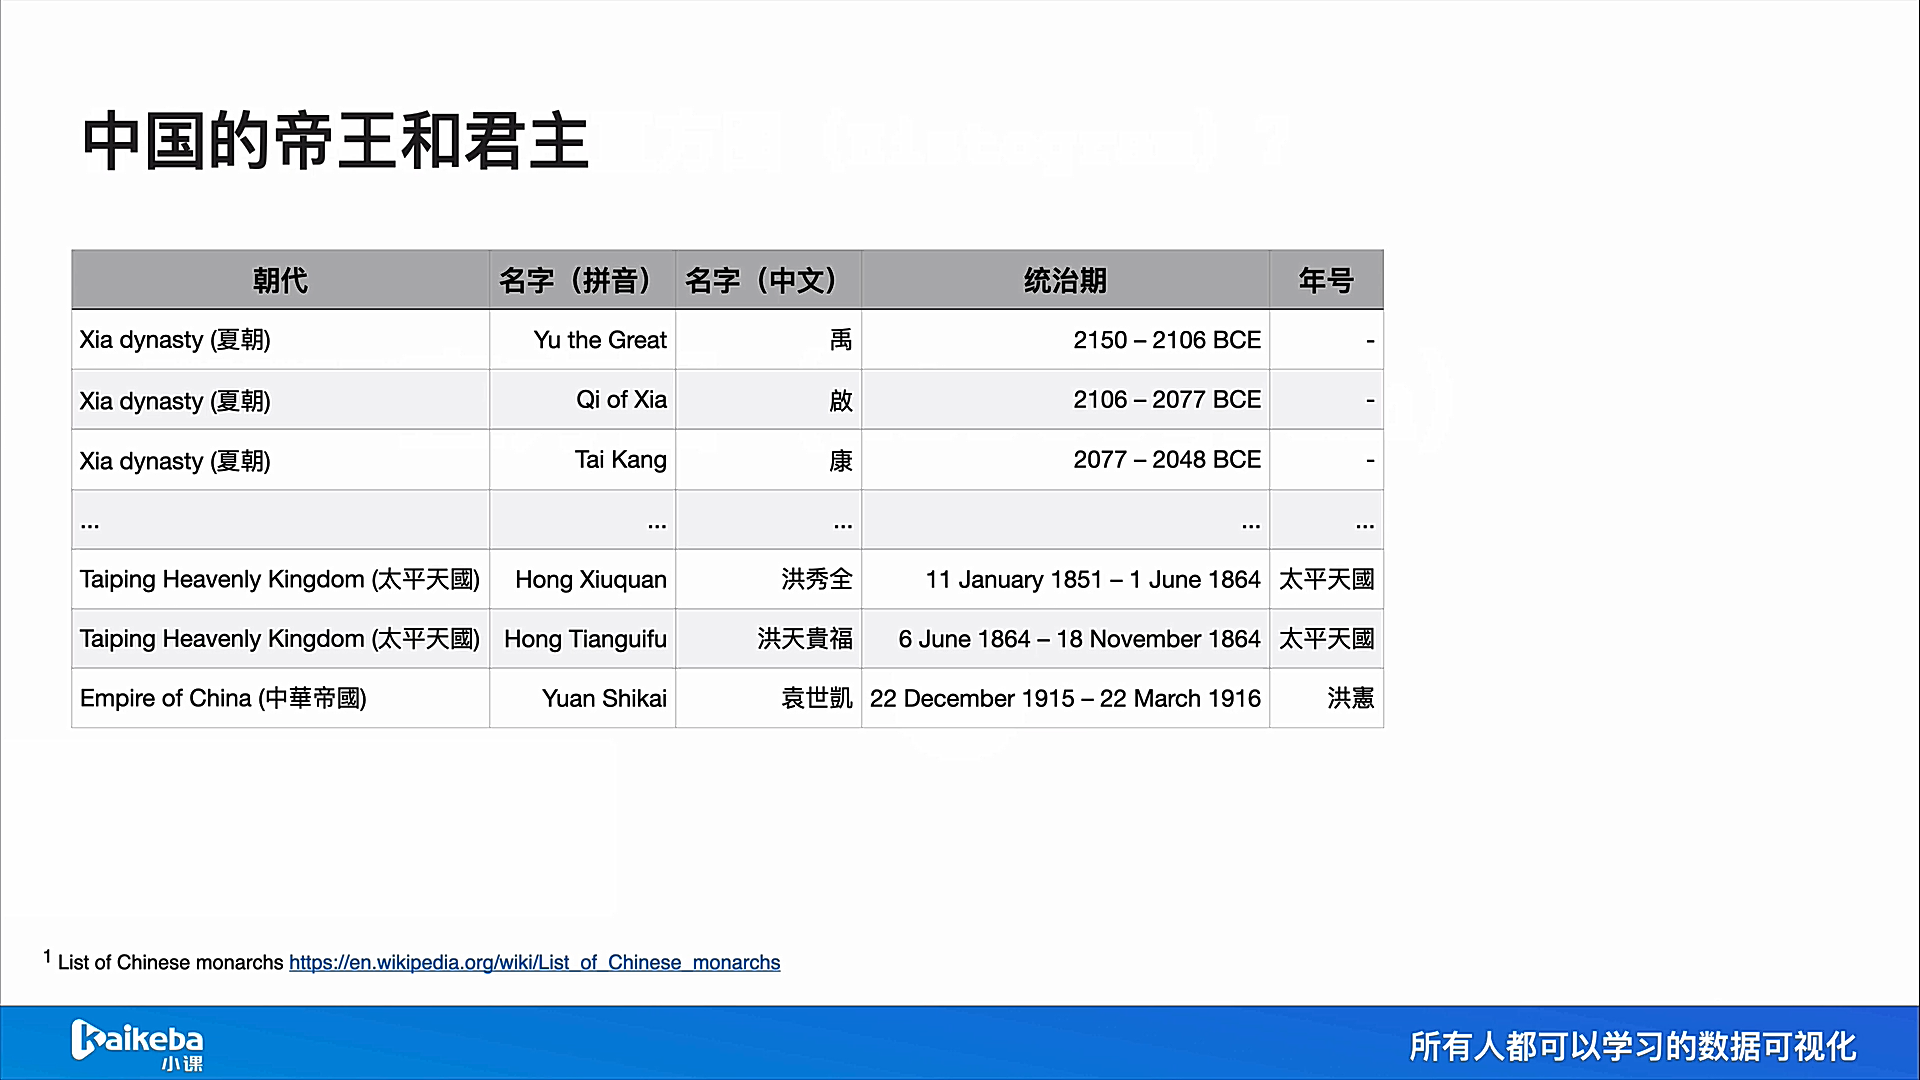 中国的帝王和君主
朝代 名字（拼音） 名字（中文） 统治期 年号
Xia dynasty (夏朝) Yu the Great 禹 2150 – 2106 BCE -
Xia dynasty (夏朝) Qi of Xia 啟 2106 – 2077 BCE -
Xia dynasty (夏朝) Tai Kang 康 2077 – 2048 BCE -
... ... ... ... ...
Taiping Heavenly Kingdom (太平天國) Hong Xiuquan 洪秀全 11 January 1851 – 1 June 1864 太平天國
Taiping Heavenly Kingdom (太平天國) Hong Tianguifu 洪天貴福 6 June 1864 – 18 November 1864 太平天國
Empire of China (中華帝國) Yuan Shikai 袁世凱 22 December 1915 – 22 March 1916 洪憲
1 List of Chinese monarchs https://en.wikipedia.org/wiki/List_of_Chinese_monarchs
Kaikeba
小课
所有人都可以学习的数据可视化